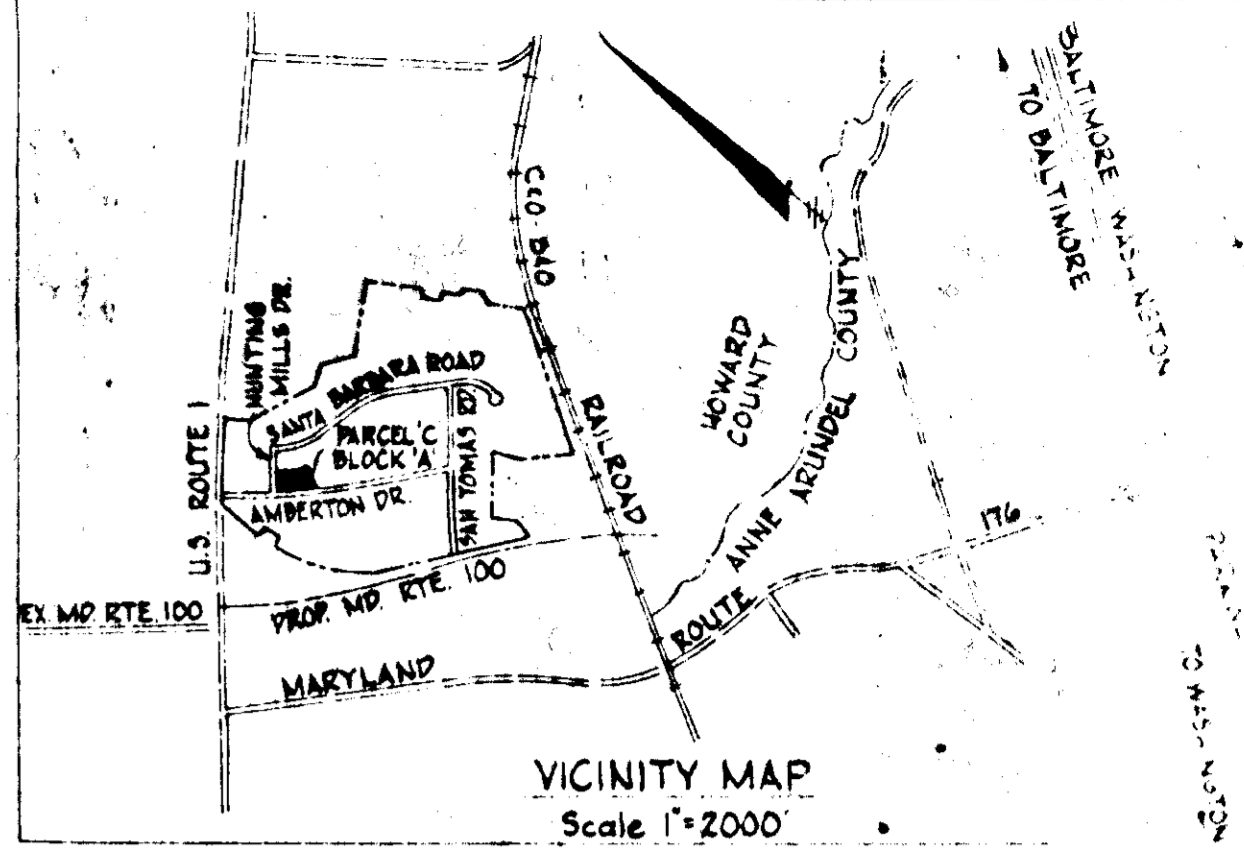 BALTIMORE WASHINGTON
TO BALTIMORE
C&O-B&O
RAILROAD
HUNTING
MILLS DR.
SANTA BARBARA ROAD
PARCEL 'C'
BLOCK 'A'
SAN TOMAS RD.
AMBERTON DR.
U.S. ROUTE 1
HOWARD
COUNTY
ANNE ARUNDEL COUNTY
EX. MD. RTE. 100
PROP. MD. RTE. 100
MARYLAND ROUTE 176
TO WASHINGTON
VICINITY MAP
Scale 1"=2000'